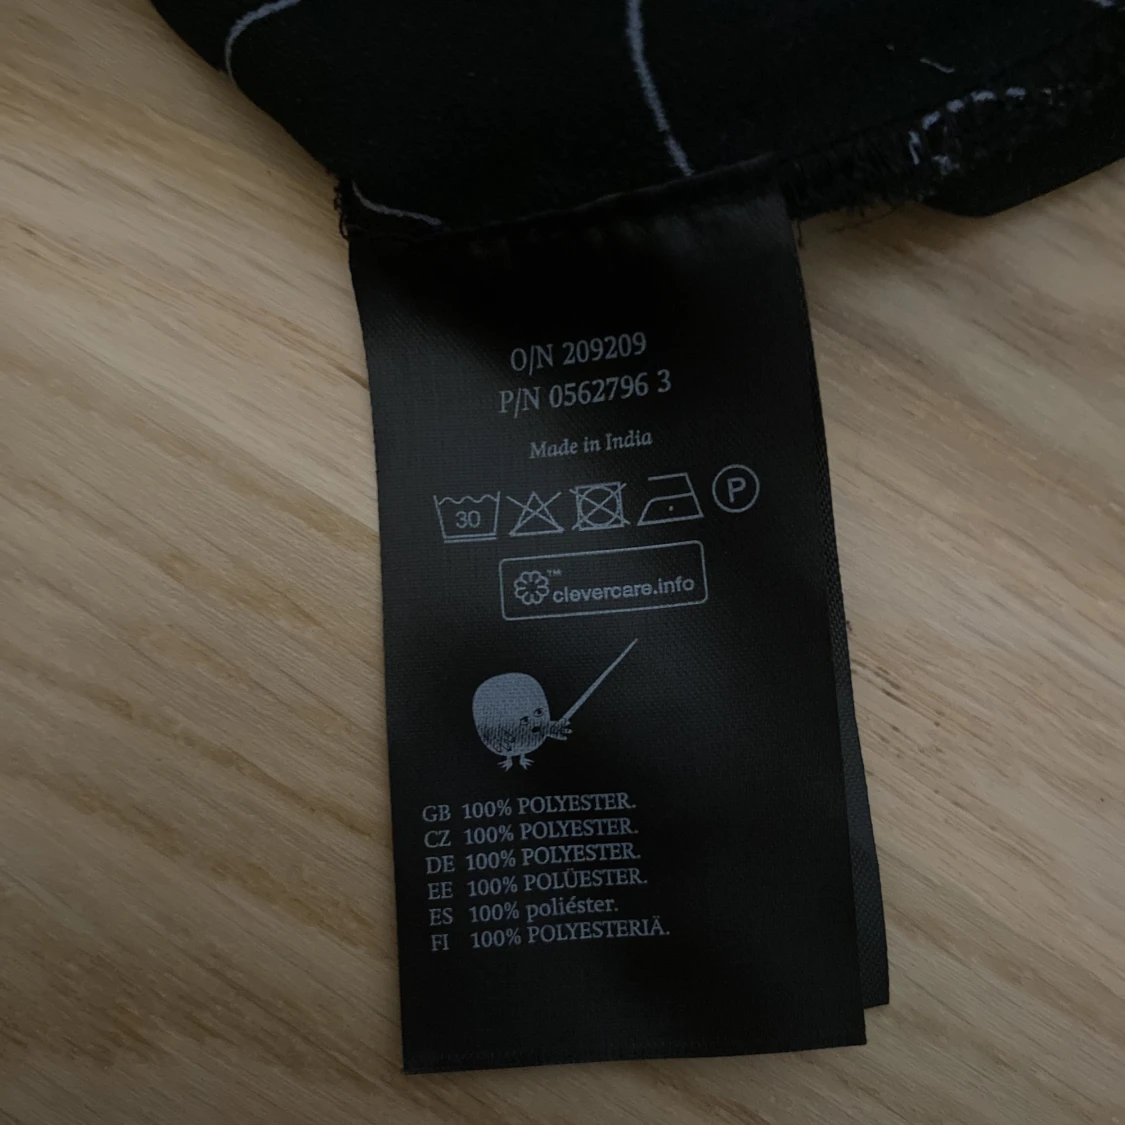 O/N 209209
P/N 0562796 3
Made in India
30 P
™ clevercare.info
GB 100% POLYESTER.
CZ 100% POLYESTER.
DE 100% POLYESTER.
EE 100% POLÜESTER.
ES 100% poliéster.
FI 100% POLYESTERIÄ.